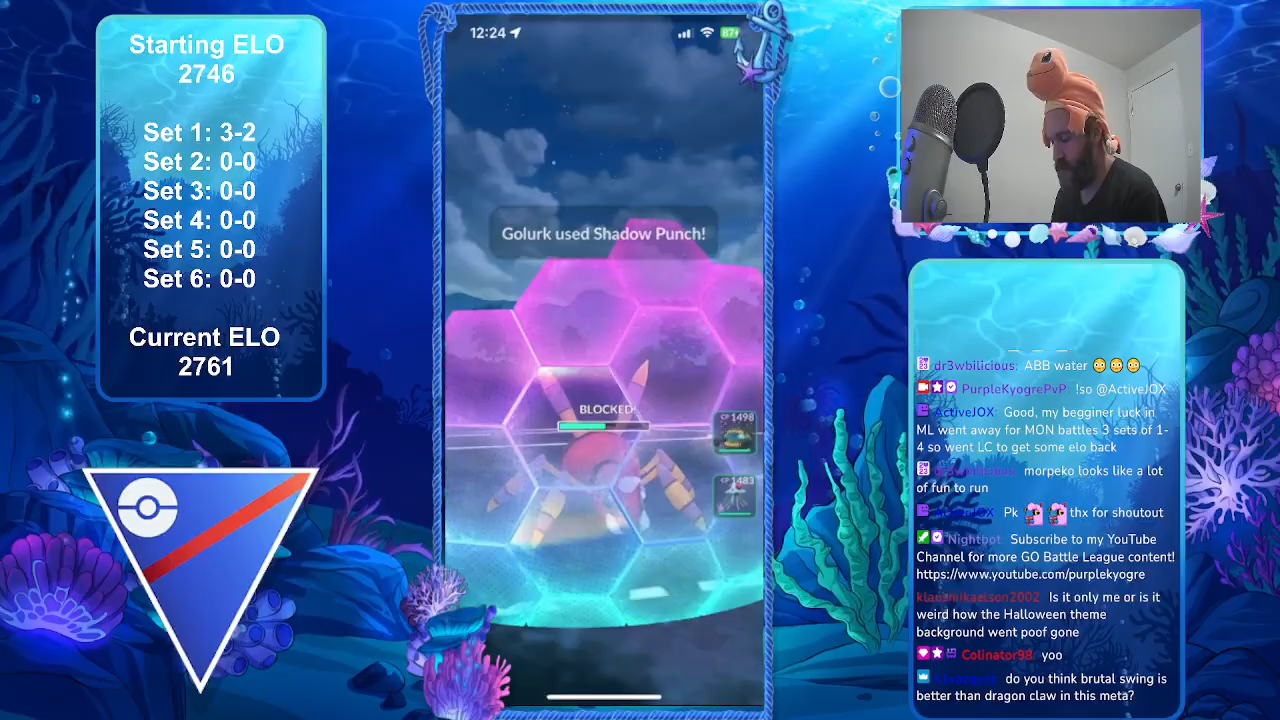 Starting ELO
2746
Set 1: 3-2
Set 2: 0-0
Set 3: 0-0
Set 4: 0-0
Set 5: 0-0
Set 6: 0-0
Current ELO
2761
12:24
87
Golurk used Shadow Punch!
BLOCKED!
CP 1498
CP 1483
dr3wbilicious: ABB water
PurpleKyogrePvP: !so @ActiveJOX
ActiveJOX: Good, my begginer luck in
ML went away for MON battles 3 sets of 1-
4 so went LC to get some elo back
dr3wbilicious: morpeko looks like a lot
of fun to run
ActiveJOX: Pk thx for shoutout
Nightbot: Subscribe to my YouTube
Channel for more GO Battle League content!
https://www.youtube.com/purplekyogre
Is it only me or is it
weird how the Halloween theme
background went poof gone
Colinator98: yoo
do you think brutal swing is
better than dragon claw in this meta?